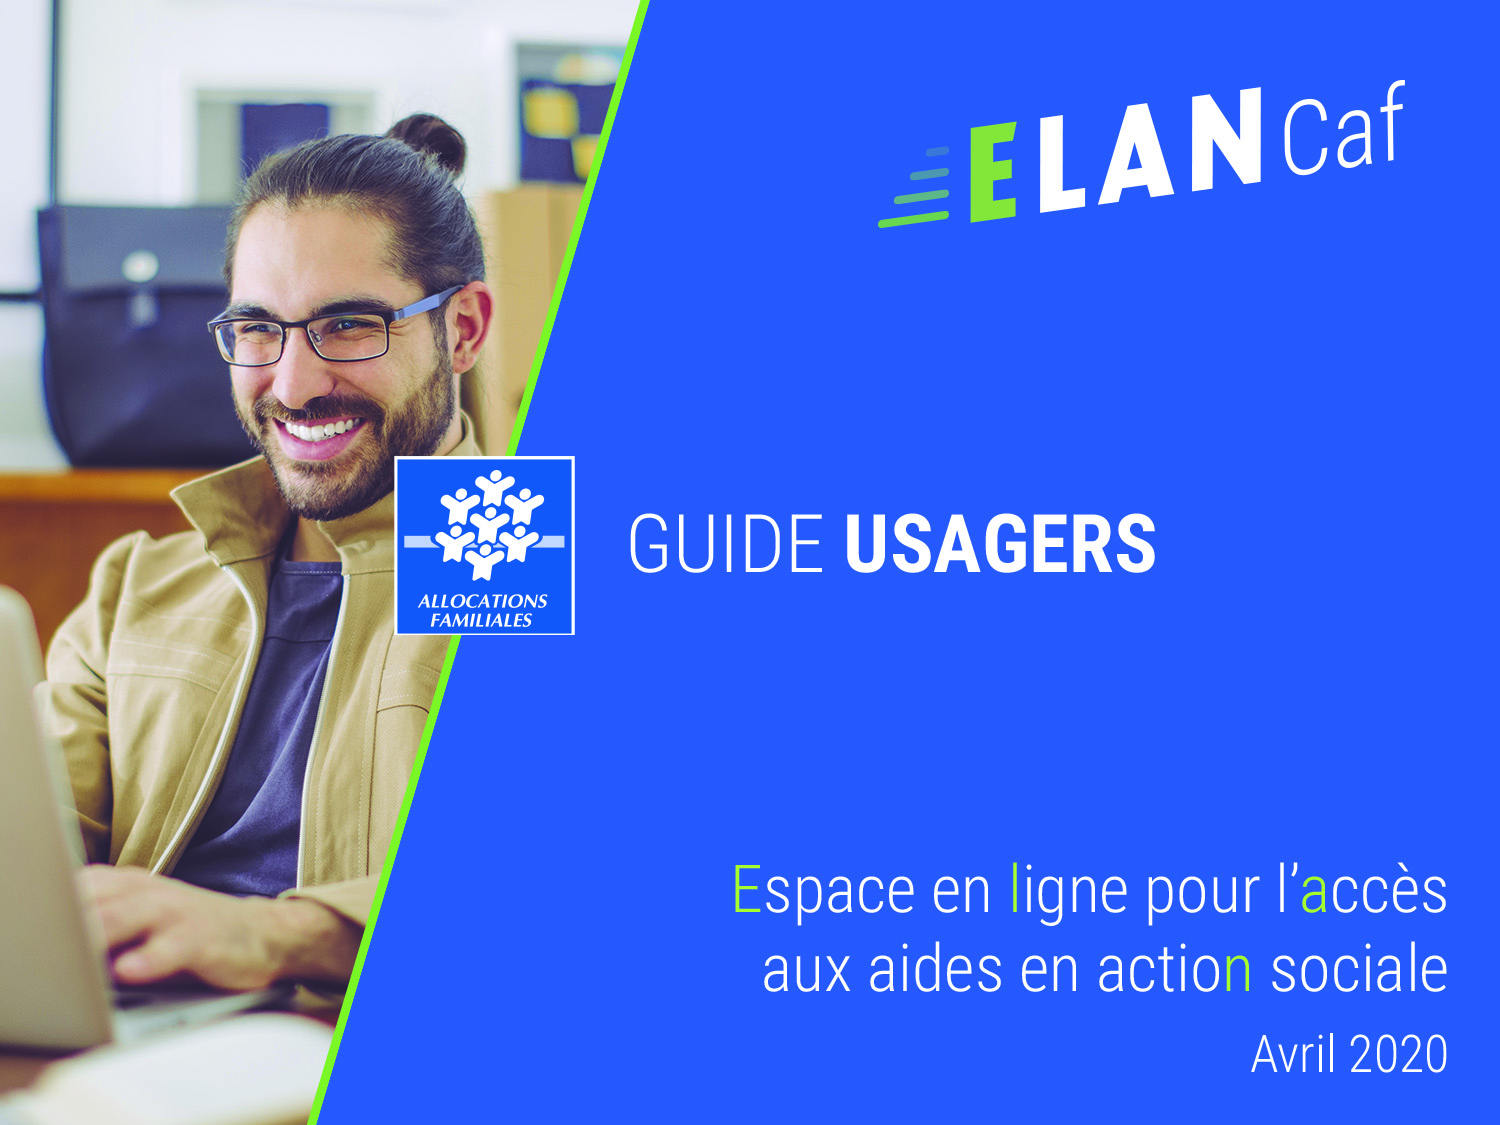 ELAN Caf
GUIDE USAGERS
ALLOCATIONS
FAMILIALES
Espace en ligne pour l’accès
aux aides en action sociale
Avril 2020